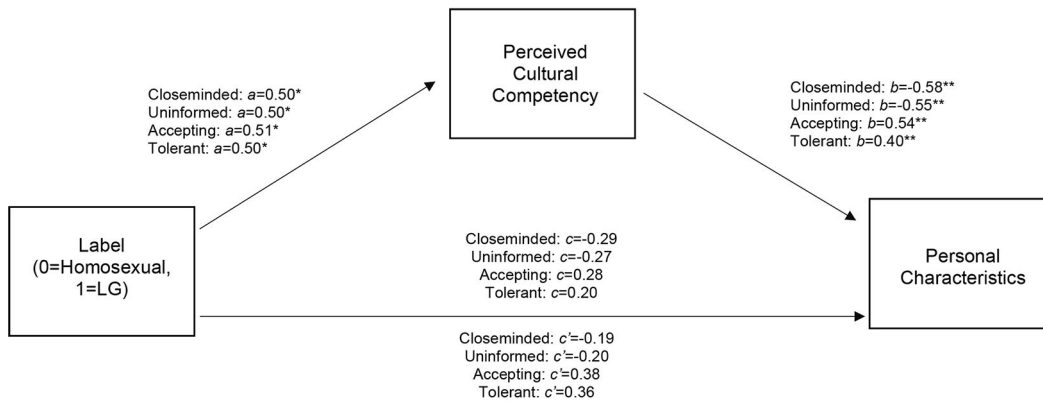 Perceived
Cultural
Competency
Closeminded: a=0.50*
Uninformed: a=0.50*
Accepting: a=0.51*
Tolerant: a=0.50*
Closeminded: b=-0.58**
Uninformed: b=-0.55**
Accepting: b=0.54**
Tolerant: b=0.40**
Label
(0=Homosexual,
1=LG)
Closeminded: c=-0.29
Uninformed: c=-0.27
Accepting: c=0.28
Tolerant: c=0.20
Personal
Characteristics
Closeminded: c'=-0.19
Uninformed: c'=-0.20
Accepting: c'=0.38
Tolerant: c'=0.36